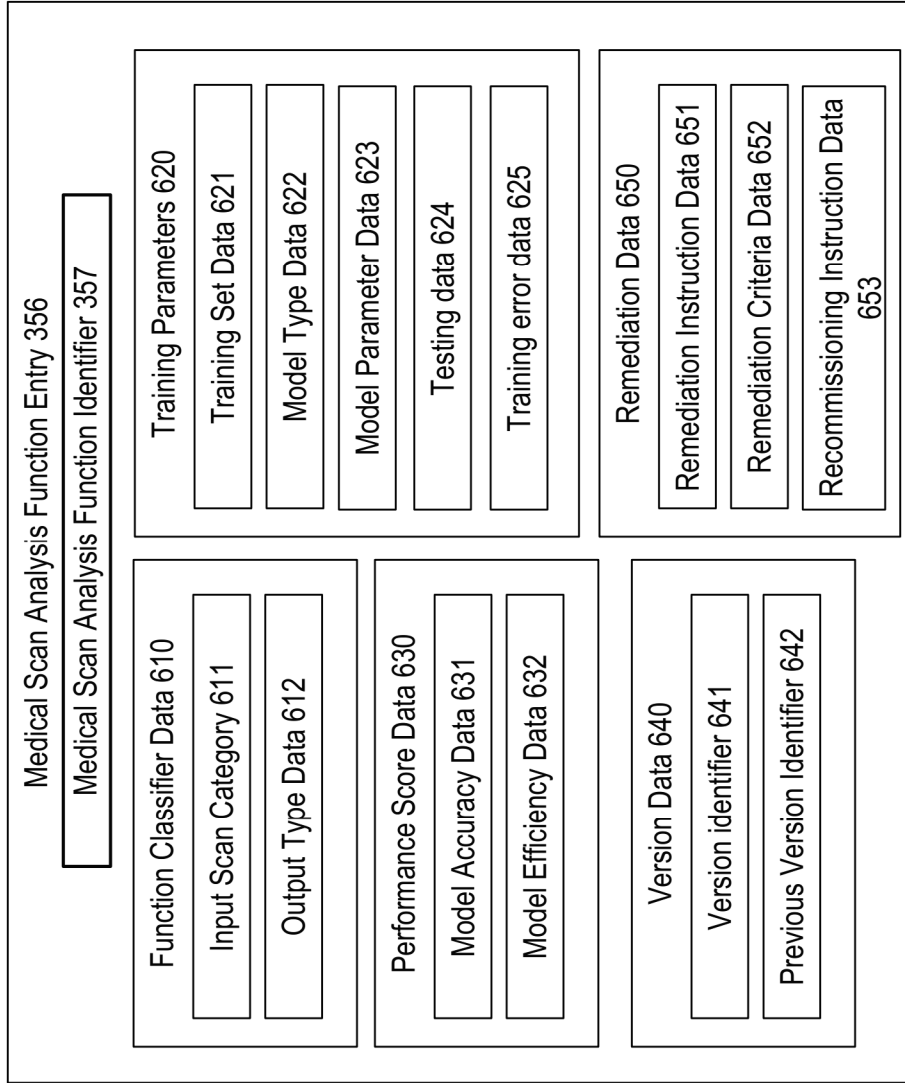 Medical Scan Analysis Function Entry 356
Medical Scan Analysis Function Identifier 357
Function Classifier Data 610
Input Scan Category 611
Output Type Data 612
Performance Score Data 630
Model Accuracy Data 631
Model Efficiency Data 632
Version Data 640
Version identifier 641
Previous Version Identifier 642
Training Parameters 620
Training Set Data 621
Model Type Data 622
Model Parameter Data 623
Testing data 624
Training error data 625
Remediation Data 650
Remediation Instruction Data 651
Remediation Criteria Data 652
Recommissioning Instruction Data
653